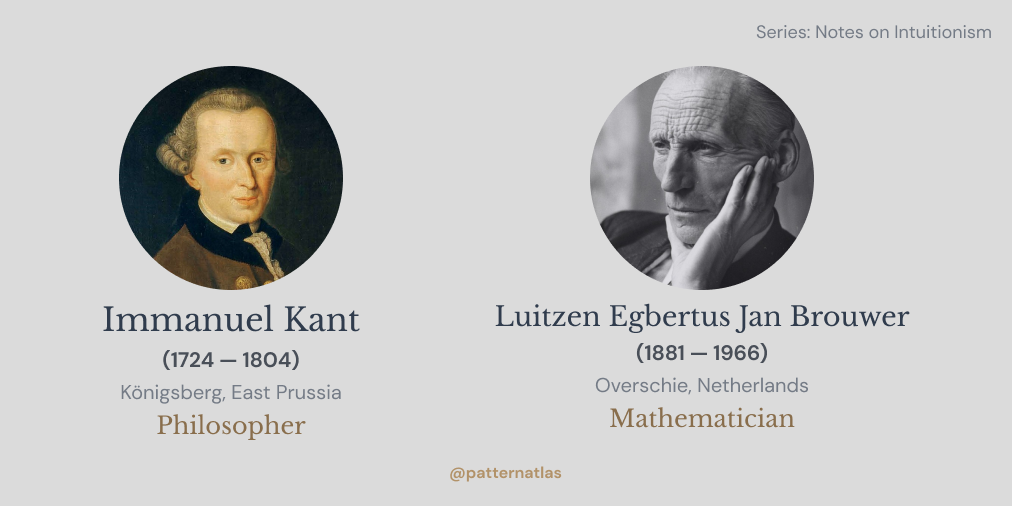 Series: Notes on Intuitionism
Immanuel Kant
(1724 — 1804)
Königsberg, East Prussia
Philosopher
Luitzen Egbertus Jan Brouwer
(1881 — 1966)
Overschie, Netherlands
Mathematician
@patternatlas